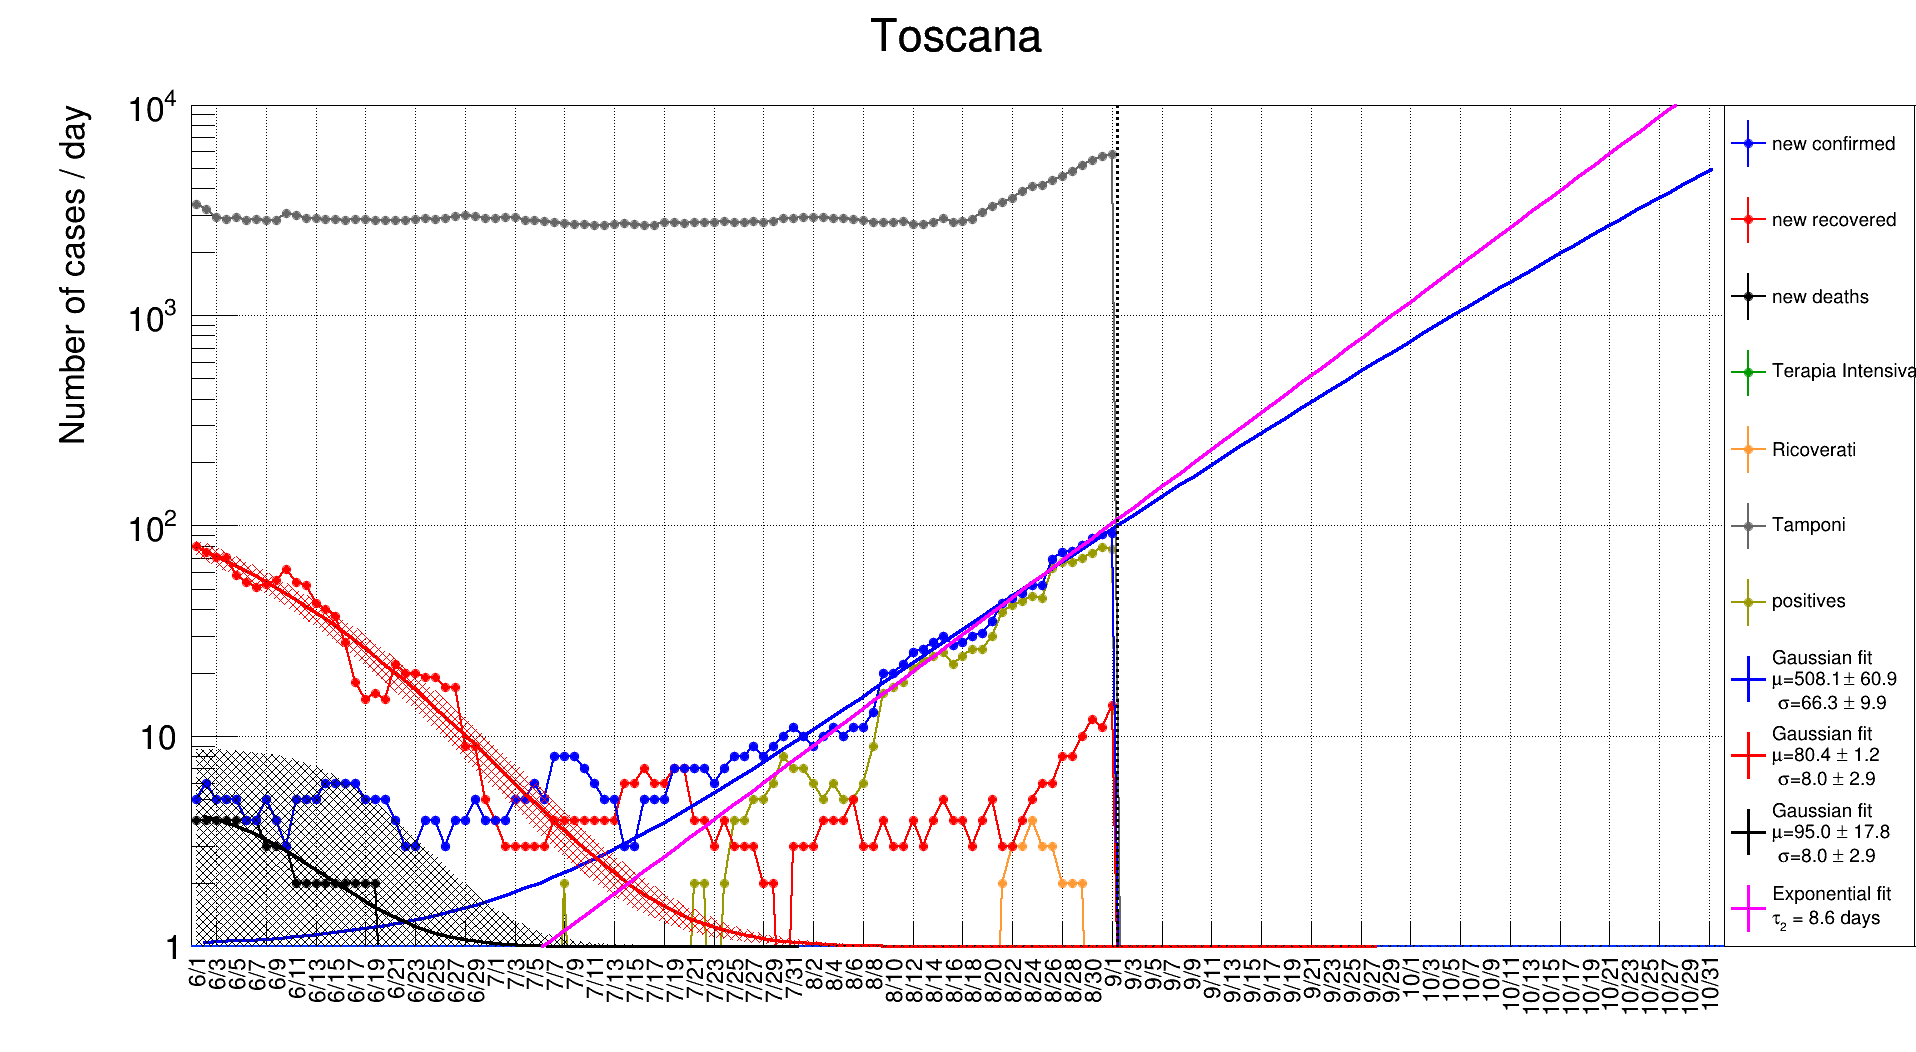 Toscana
Number of cases / day
10^4
10^3
10^2
10
1
6/1 6/3 6/5 6/7 6/9 6/11 6/13 6/15 6/17 6/19 6/21 6/23 6/25 6/27 6/29 7/1 7/3 7/5 7/7 7/9 7/11 7/13 7/15 7/17 7/19 7/21 7/23 7/25 7/27 7/29 7/31 8/2 8/4 8/6 8/8 8/10 8/12 8/14 8/16 8/18 8/20 8/22 8/24 8/26 8/28 8/30 9/1 9/3 9/5 9/7 9/9 9/11 9/13 9/15 9/17 9/19 9/21 9/23 9/25 9/27 9/29 10/1 10/3 10/5 10/7 10/9 10/11 10/13 10/15 10/17 10/19 10/21 10/23 10/25 10/27 10/29 10/31
new confirmed
new recovered
new deaths
Terapia Intensiva
Ricoverati
Tamponi
positives
Gaussian fit
μ=508.1 ± 60.9
σ=66.3 ± 9.9
Gaussian fit
μ=80.4 ± 1.2
σ=8.0 ± 2.9
Gaussian fit
μ=95.0 ± 17.8
σ=8.0 ± 2.9
Exponential fit
τ₂ = 8.6 days